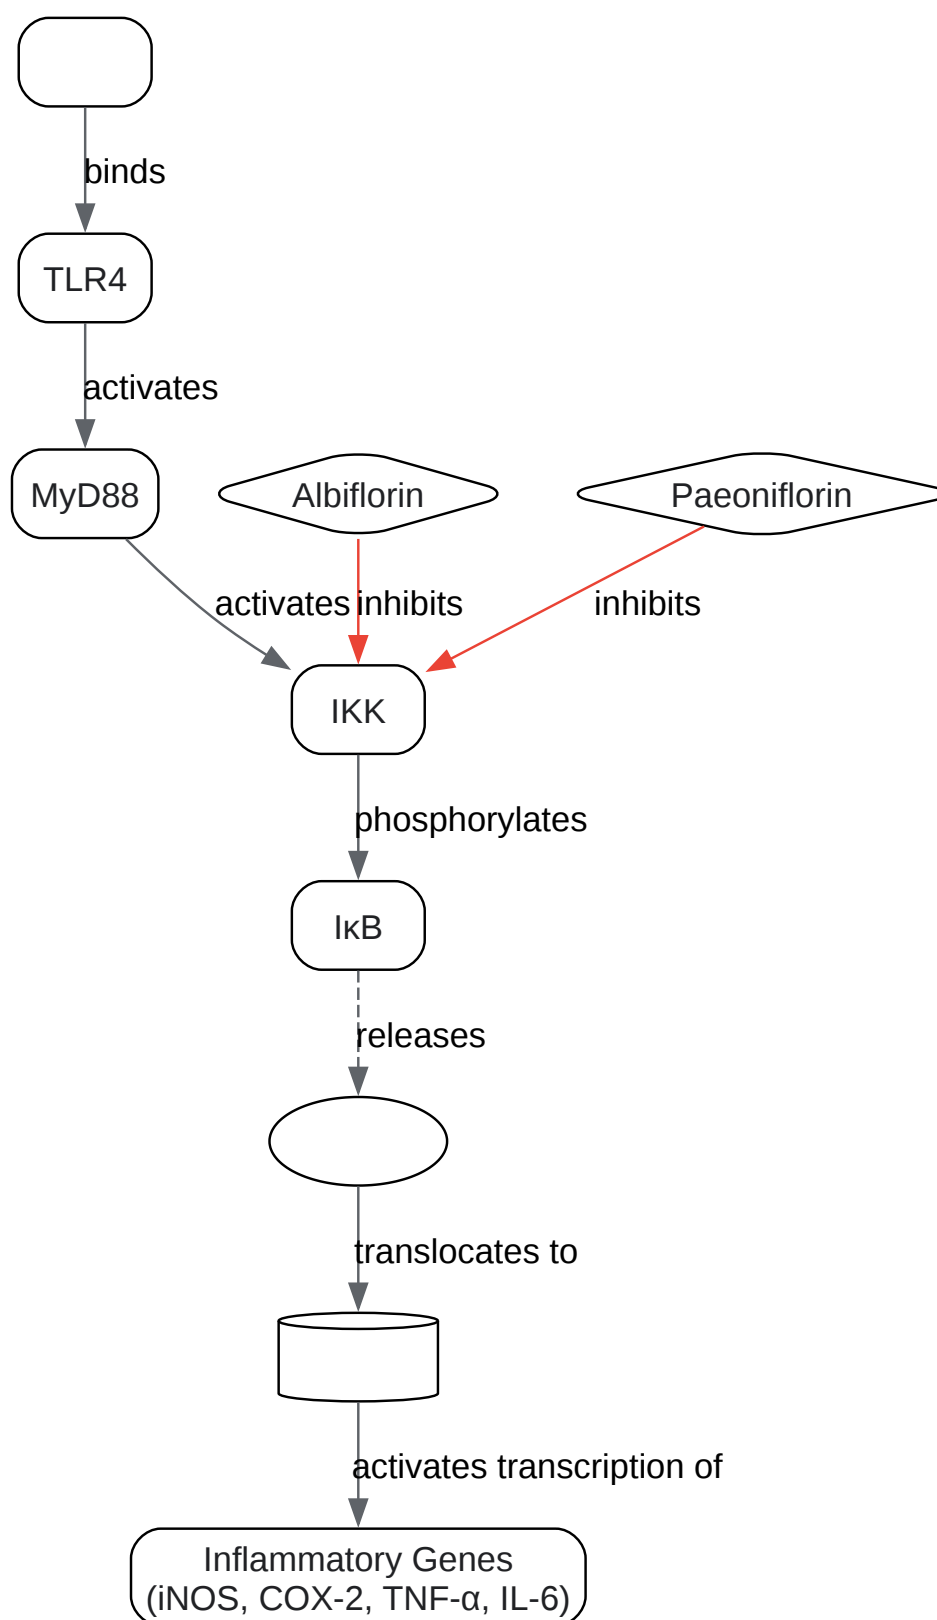 binds
TLR4
activates
MyD88
Albiflorin
Paeoniflorin
activates
inhibits
inhibits
IKK
phosphorylates
IκB
releases
translocates to
activates transcription of
Inflammatory Genes
(iNOS, COX-2, TNF-α, IL-6)